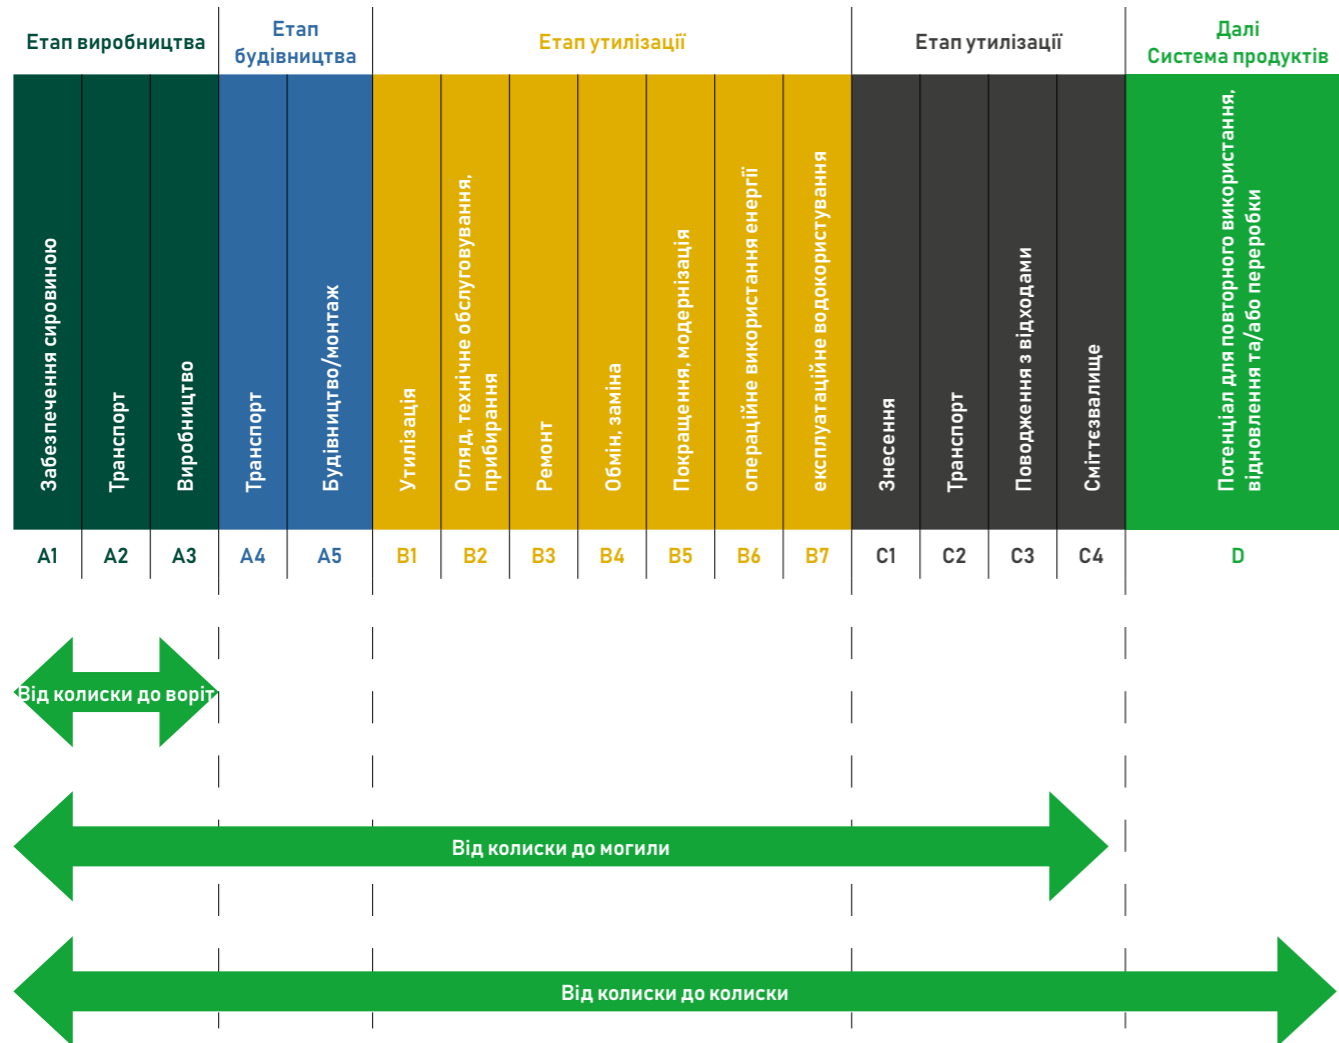 Етап виробництва
Етап
будівництва
Етап утилізації
Етап утилізації
Далі
Система продуктів
Забезпечення сировиною
Транспорт
Виробництво
Транспорт
Будівництво/монтаж
Утилізація
Огляд, технічне обслуговування,
прибирання
Ремонт
Обмін, заміна
Покращення, модернізація
операційне використання енергії
експлуатаційне водокористування
Знесення
Транспорт
Поводження з відходами
Сміттєзвалище
Потенціал для повторного використання,
відновлення та/або переробки
A1
A2
A3
A4
A5
B1
B2
B3
B4
B5
B6
B7
C1
C2
C3
C4
D
Від колиски до воріт
Від колиски до могили
Від колиски до колиски